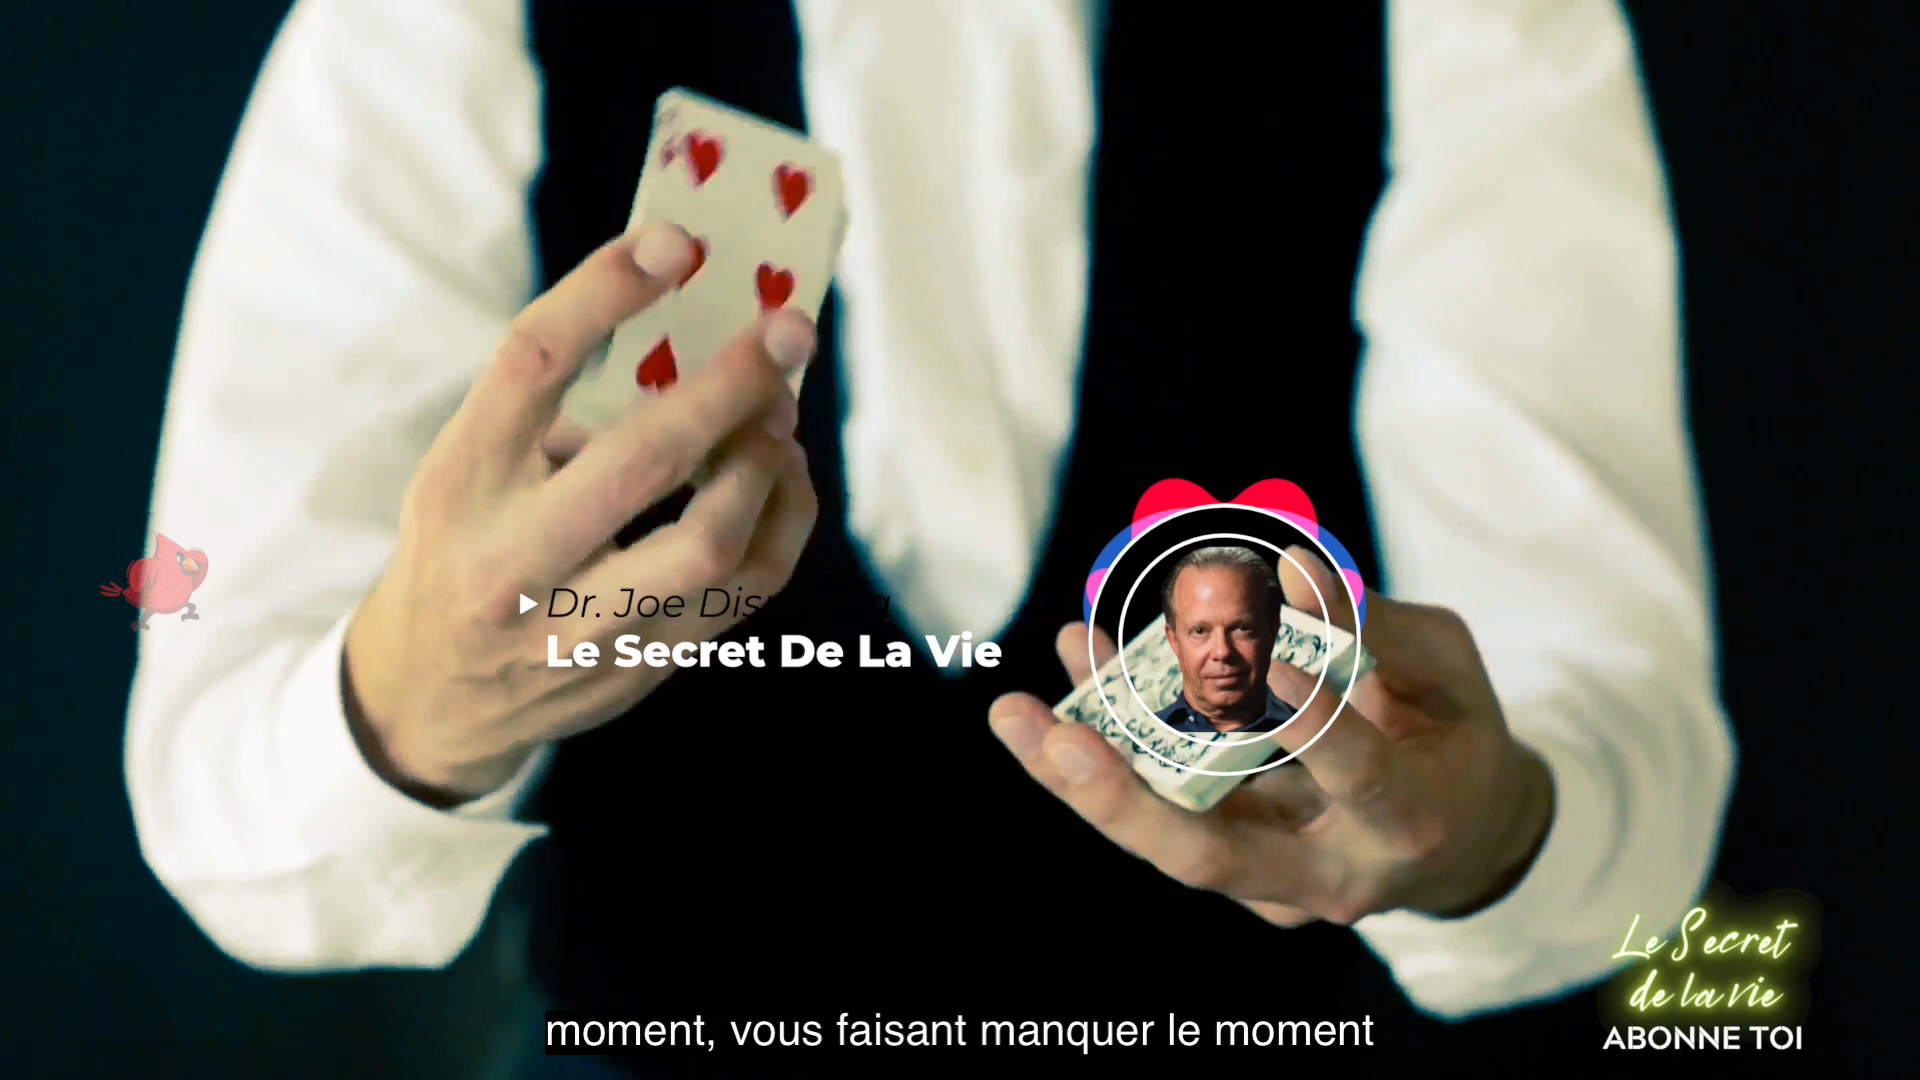 Dr. Joe
Le Secret De La Vie
moment, vous faisant manquer le moment
Le Secret
de la vie
ABONNE TOI